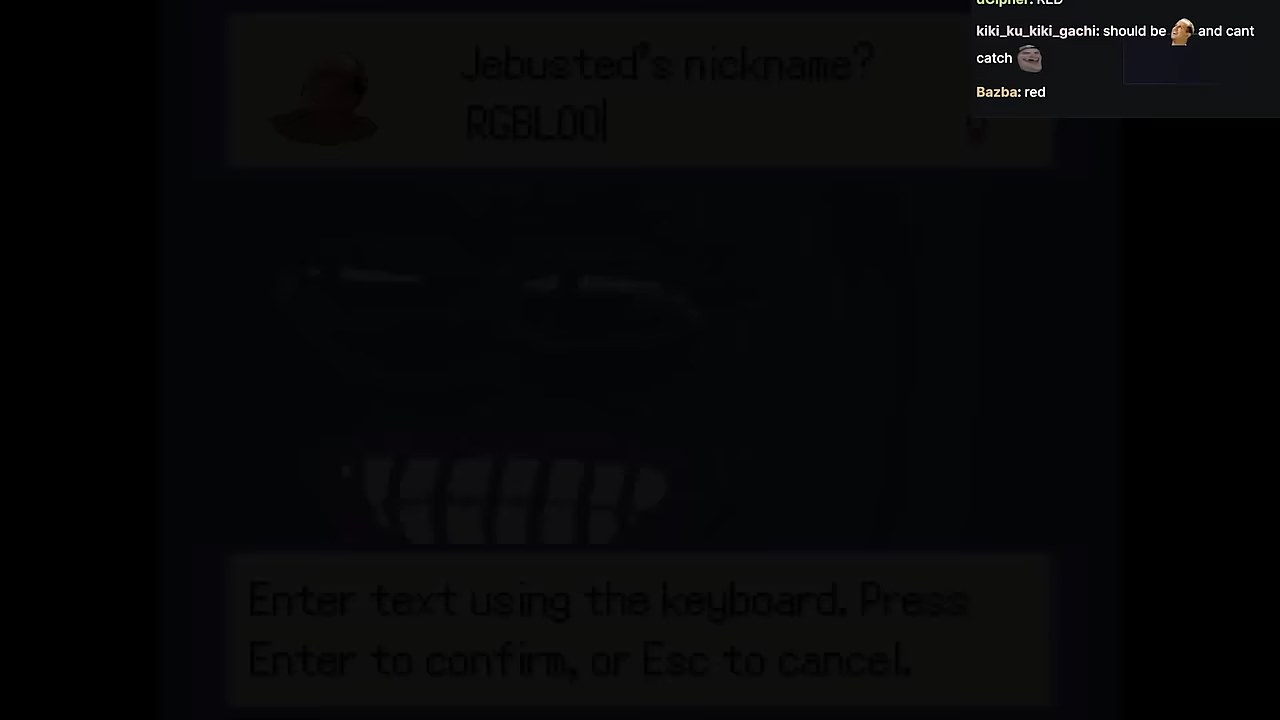 dCipher: RED
kiki_ku_kiki_gachi: should be and cant
catch
Bazba: red
Jebusted's nickname?
RGBLOO
Enter text using the keyboard. Press
Enter to confirm, or Esc to cancel.